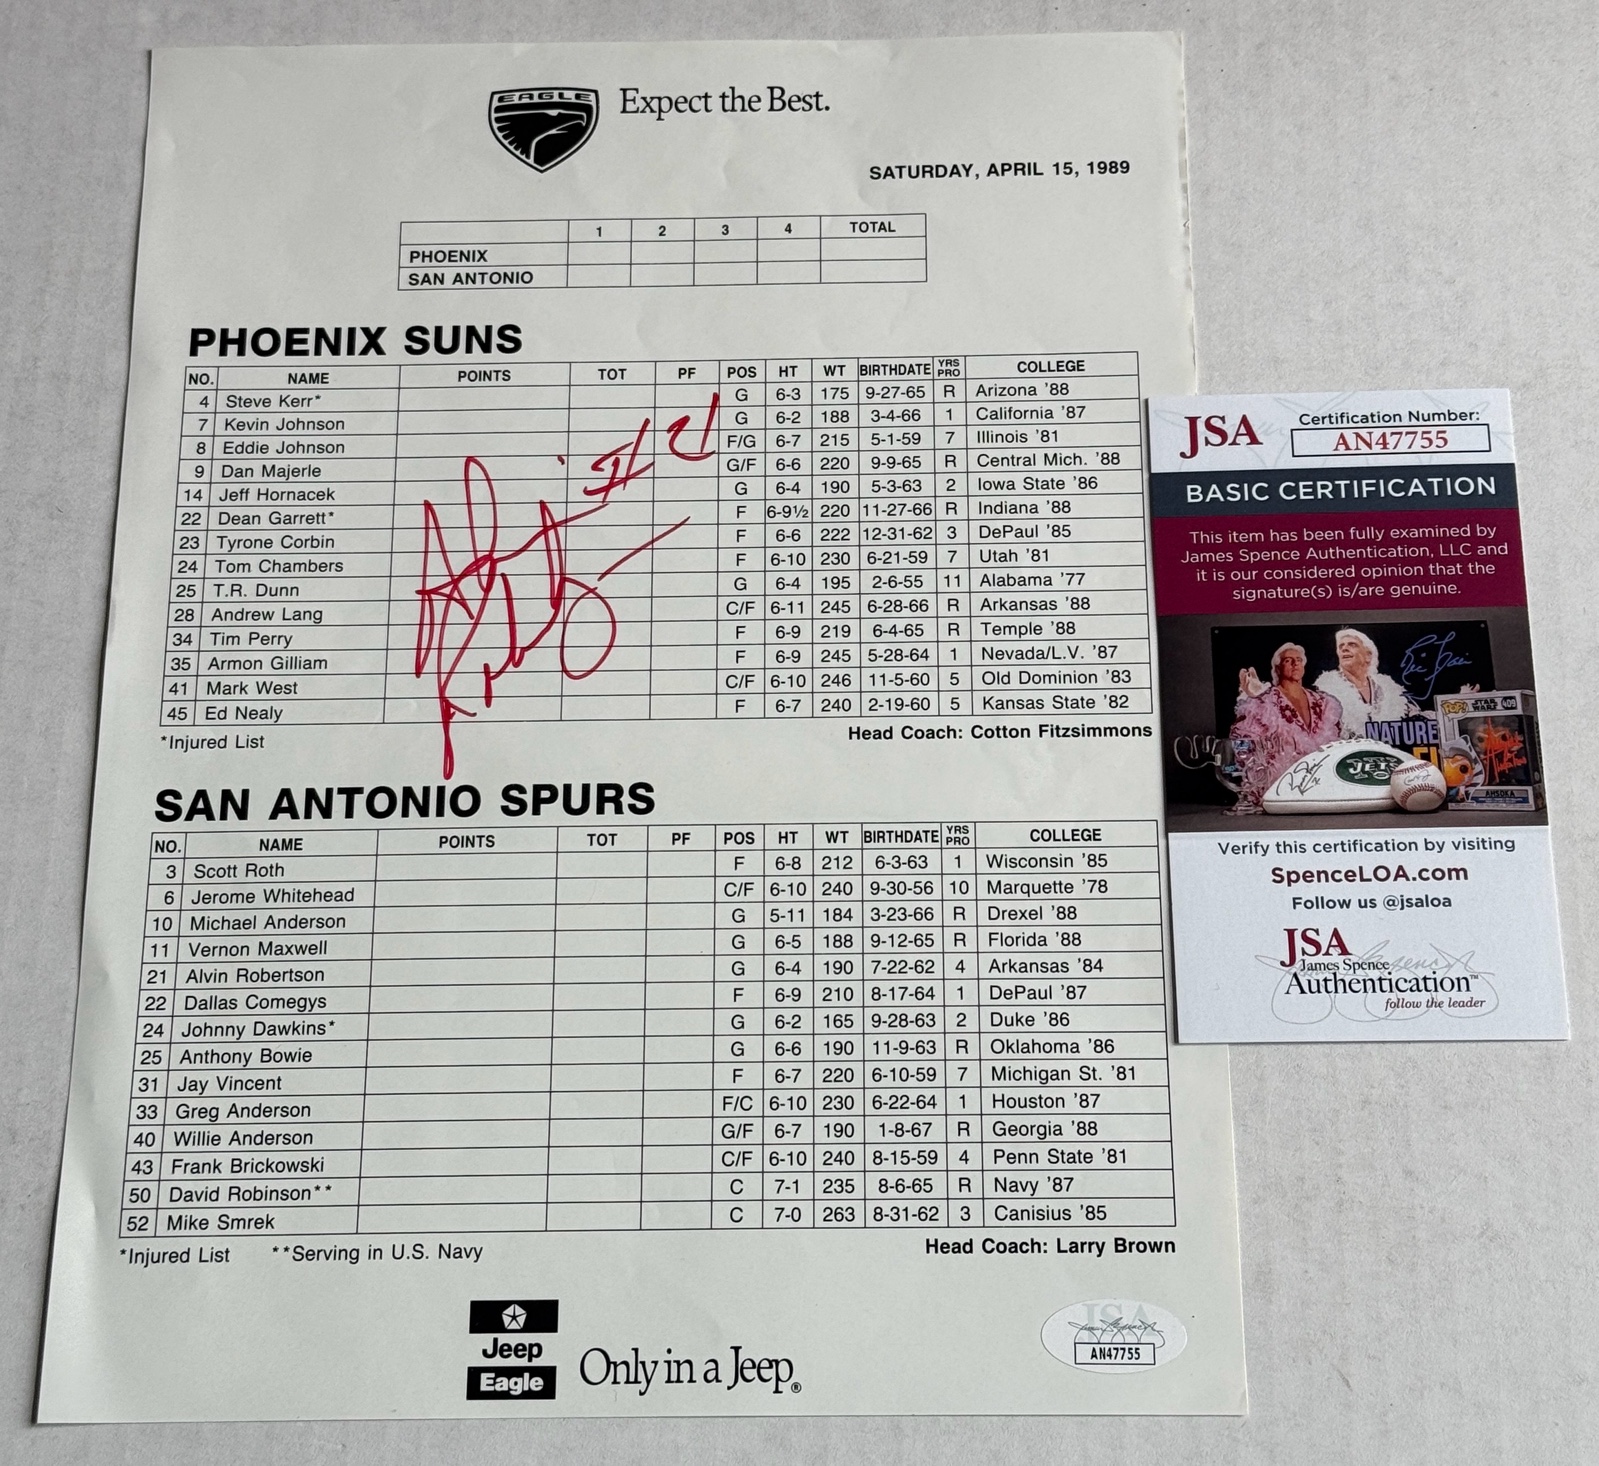 EAGLE
Expect the Best.
SATURDAY, APRIL 15, 1989
1 2 3 4 TOTAL
PHOENIX
SAN ANTONIO
PHOENIX SUNS
NO. NAME POINTS TOT PF POS HT WT BIRTHDATE YRS PRO COLLEGE
4 Steve Kerr* G 6-3 175 9-27-65 R Arizona '88
7 Kevin Johnson G 6-2 188 3-4-66 1 California '87
8 Eddie Johnson F/G 6-7 215 5-1-59 7 Illinois '81
9 Dan Majerle G/F 6-6 220 9-9-65 R Central Mich. '88
14 Jeff Hornacek G 6-4 190 5-3-63 2 Iowa State '86
22 Dean Garrett* F 6-9½ 220 11-27-66 R Indiana '88
23 Tyrone Corbin F 6-6 222 12-31-62 3 DePaul '85
24 Tom Chambers F 6-10 230 6-21-59 7 Utah '81
25 T.R. Dunn G 6-4 195 2-6-55 11 Alabama '77
28 Andrew Lang C/F 6-11 245 6-28-66 R Arkansas '88
34 Tim Perry F 6-9 219 6-4-65 R Temple '88
35 Armon Gilliam F 6-9 245 5-28-64 1 Nevada/L.V. '87
41 Mark West C/F 6-10 246 11-5-60 5 Old Dominion '83
45 Ed Nealy F 6-7 240 2-19-60 5 Kansas State '82
*Injured List
Head Coach: Cotton Fitzsimmons
# 21
SAN ANTONIO SPURS
NO. NAME POINTS TOT PF POS HT WT BIRTHDATE YRS PRO COLLEGE
3 Scott Roth F 6-8 212 6-3-63 1 Wisconsin '85
6 Jerome Whitehead C/F 6-10 240 9-30-56 10 Marquette '78
10 Michael Anderson G 5-11 184 3-23-66 R Drexel '88
11 Vernon Maxwell G 6-5 188 9-12-65 R Florida '88
21 Alvin Robertson G 6-4 190 7-22-62 4 Arkansas '84
22 Dallas Comegys F 6-9 210 8-17-64 1 DePaul '87
24 Johnny Dawkins* G 6-2 165 9-28-63 2 Duke '86
25 Anthony Bowie G 6-6 190 11-9-63 R Oklahoma '86
31 Jay Vincent F 6-7 220 6-10-59 7 Michigan St. '81
33 Greg Anderson F/C 6-10 230 6-22-64 1 Houston '87
40 Willie Anderson G/F 6-7 190 1-8-67 R Georgia '88
43 Frank Brickowski C/F 6-10 240 8-15-59 4 Penn State '81
50 David Robinson** C 7-1 235 8-6-65 R Navy '87
52 Mike Smrek C 7-0 263 8-31-62 3 Canisius '85
*Injured List **Serving in U.S. Navy
Head Coach: Larry Brown
Jeep
Eagle
Only in a Jeep®
JSA
AN47755
JSA
Certification Number:
AN47755
BASIC CERTIFICATION
This item has been fully examined by
James Spence Authentication, LLC and
it is our considered opinion that the
signature(s) is/are genuine.
NATURE
JETS
POP!
STAR WARS
409
AHSOKA
Verify this certification by visiting
SpenceLOA.com
Follow us @jsaloa
JSA
James Spence
Authentication™
follow the leader